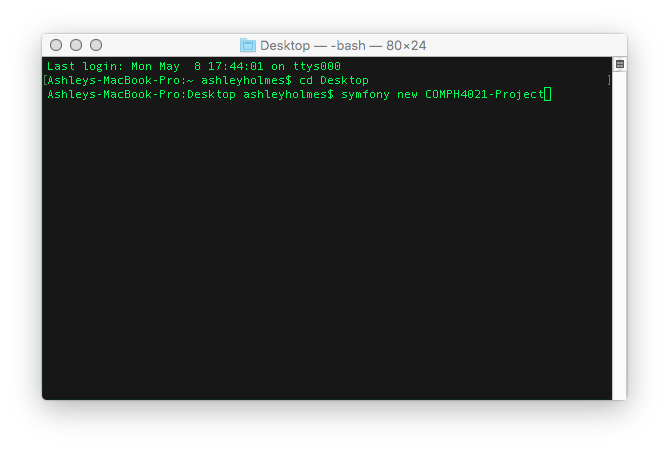 Desktop — -bash — 80×24
Last login: Mon May  8 17:44:01 on ttys000
[Ashleys-MacBook-Pro:~ ashleyholmes$ cd Desktop ]
Ashleys-MacBook-Pro:Desktop ashleyholmes$ symfony new COMPH4021-Project